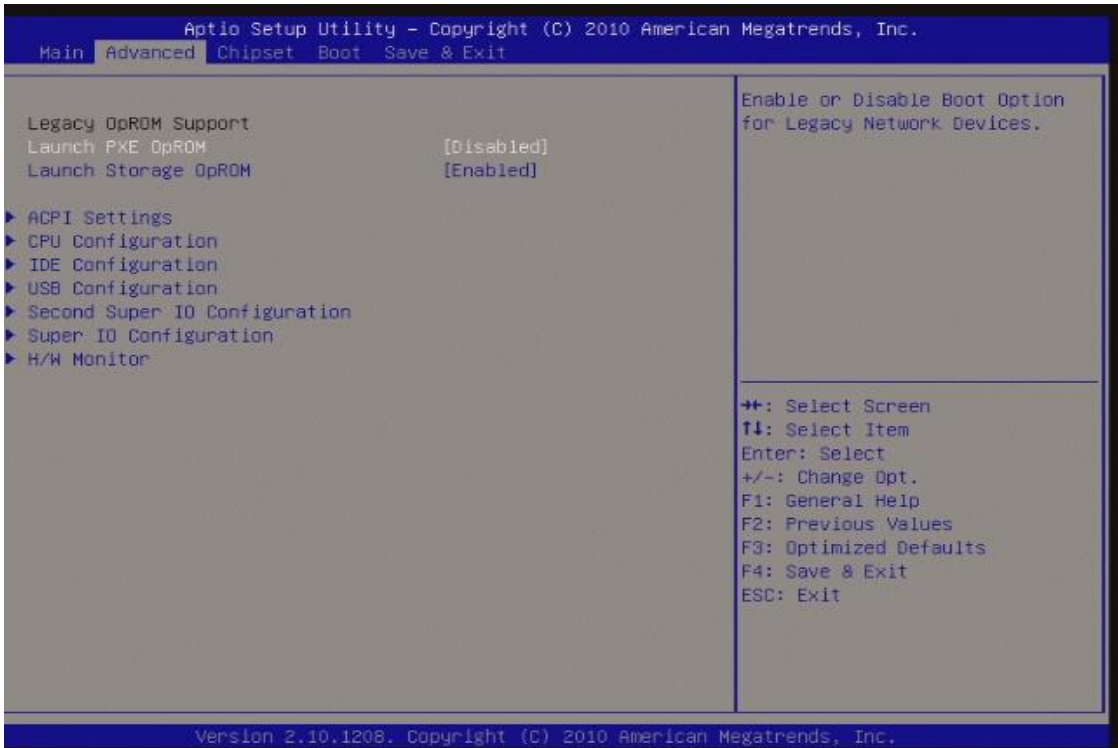 Aptio Setup Utility – Copyright (C) 2010 American Megatrends, Inc.
Main Advanced Chipset Boot Save & Exit
Legacy OpROM Support
Launch PXE OpROM [Disabled]
Launch Storage OpROM [Enabled]
▶ ACPI Settings
▶ CPU Configuration
▶ IDE Configuration
▶ USB Configuration
▶ Second Super IO Configuration
▶ Super IO Configuration
▶ H/W Monitor
Enable or Disable Boot Option
for Legacy Network Devices.
→←: Select Screen
↑↓: Select Item
Enter: Select
+/-: Change Opt.
F1: General Help
F2: Previous Values
F3: Optimized Defaults
F4: Save & Exit
ESC: Exit
Version 2.10.1208. Copyright (C) 2010 American Megatrends, Inc.